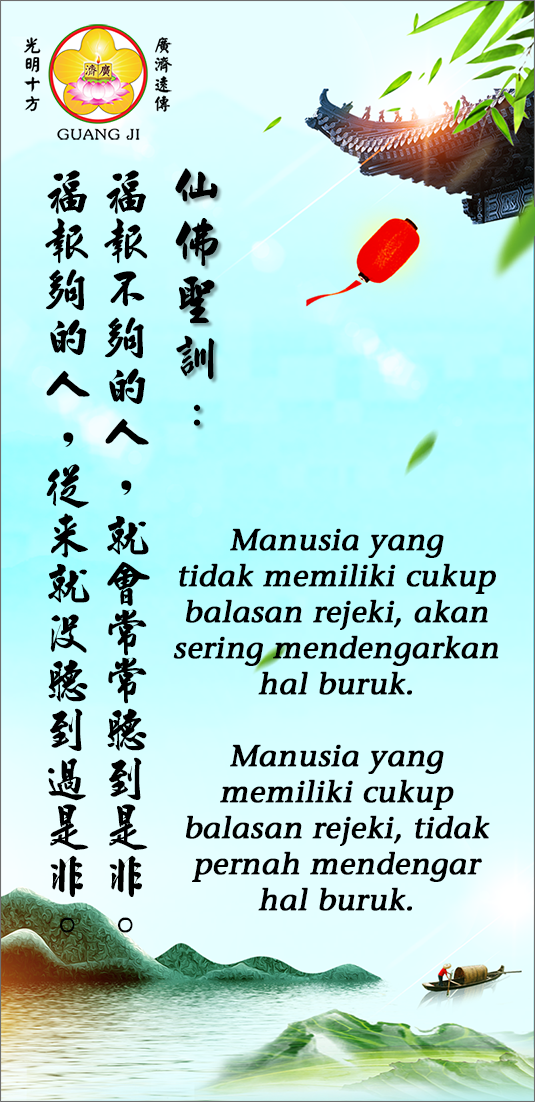 廣濟遠傳
光明十方
廣濟
GUANG JI
仙佛聖訓：
福報不夠的人，就會常常聽到是非。
福報夠的人，從来就没聽到過是非。
Manusia yang
tidak memiliki cukup
balasan rejeki, akan
sering mendengarkan
hal buruk.
Manusia yang
memiliki cukup
balasan rejeki, tidak
pernah mendengar
hal buruk.